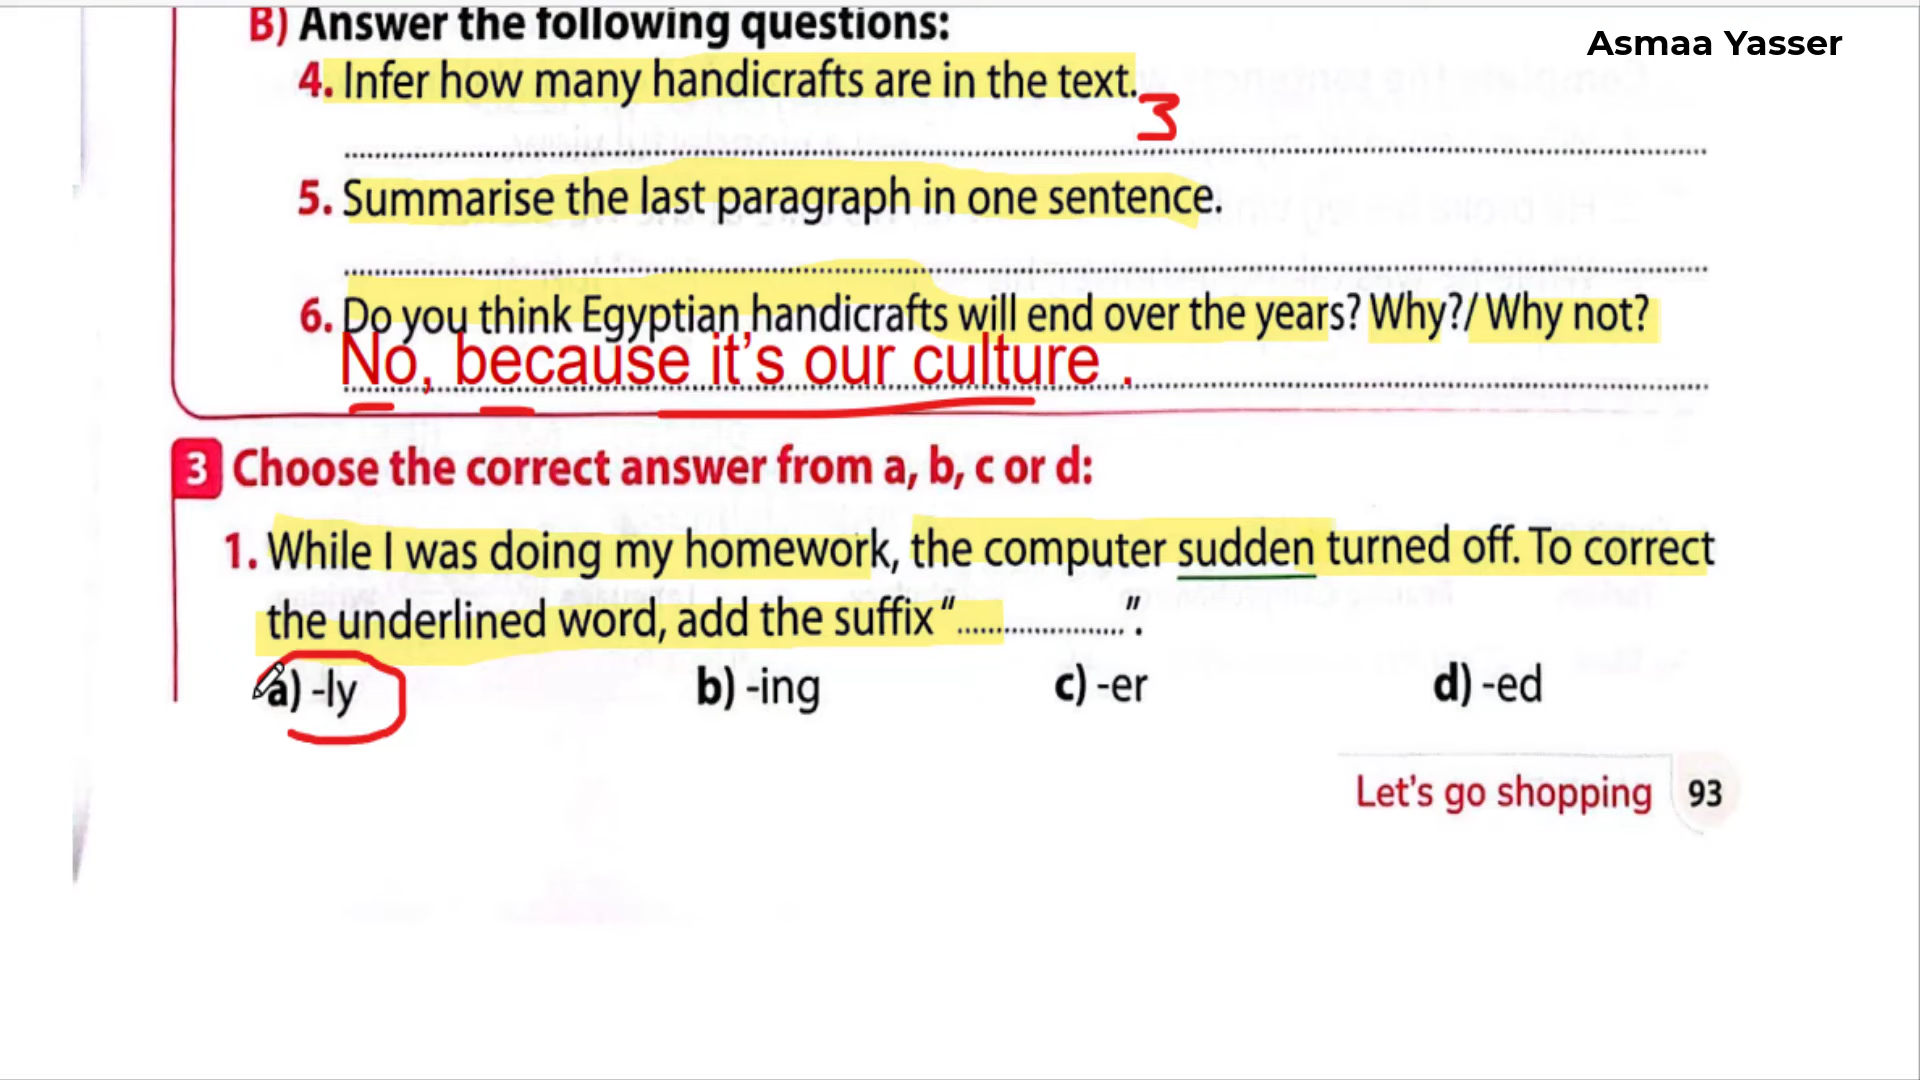 B) Answer the following questions:
Asmaa Yasser
4. Infer how many handicrafts are in the text.
3
5. Summarise the last paragraph in one sentence.
6. Do you think Egyptian handicrafts will end over the years? Why?/ Why not?
No, because it's our culture .
3 Choose the correct answer from a, b, c or d:
1. While I was doing my homework, the computer sudden turned off. To correct
the underlined word, add the suffix "....................".
a) -ly b) -ing c) -er d) -ed
Let's go shopping 93